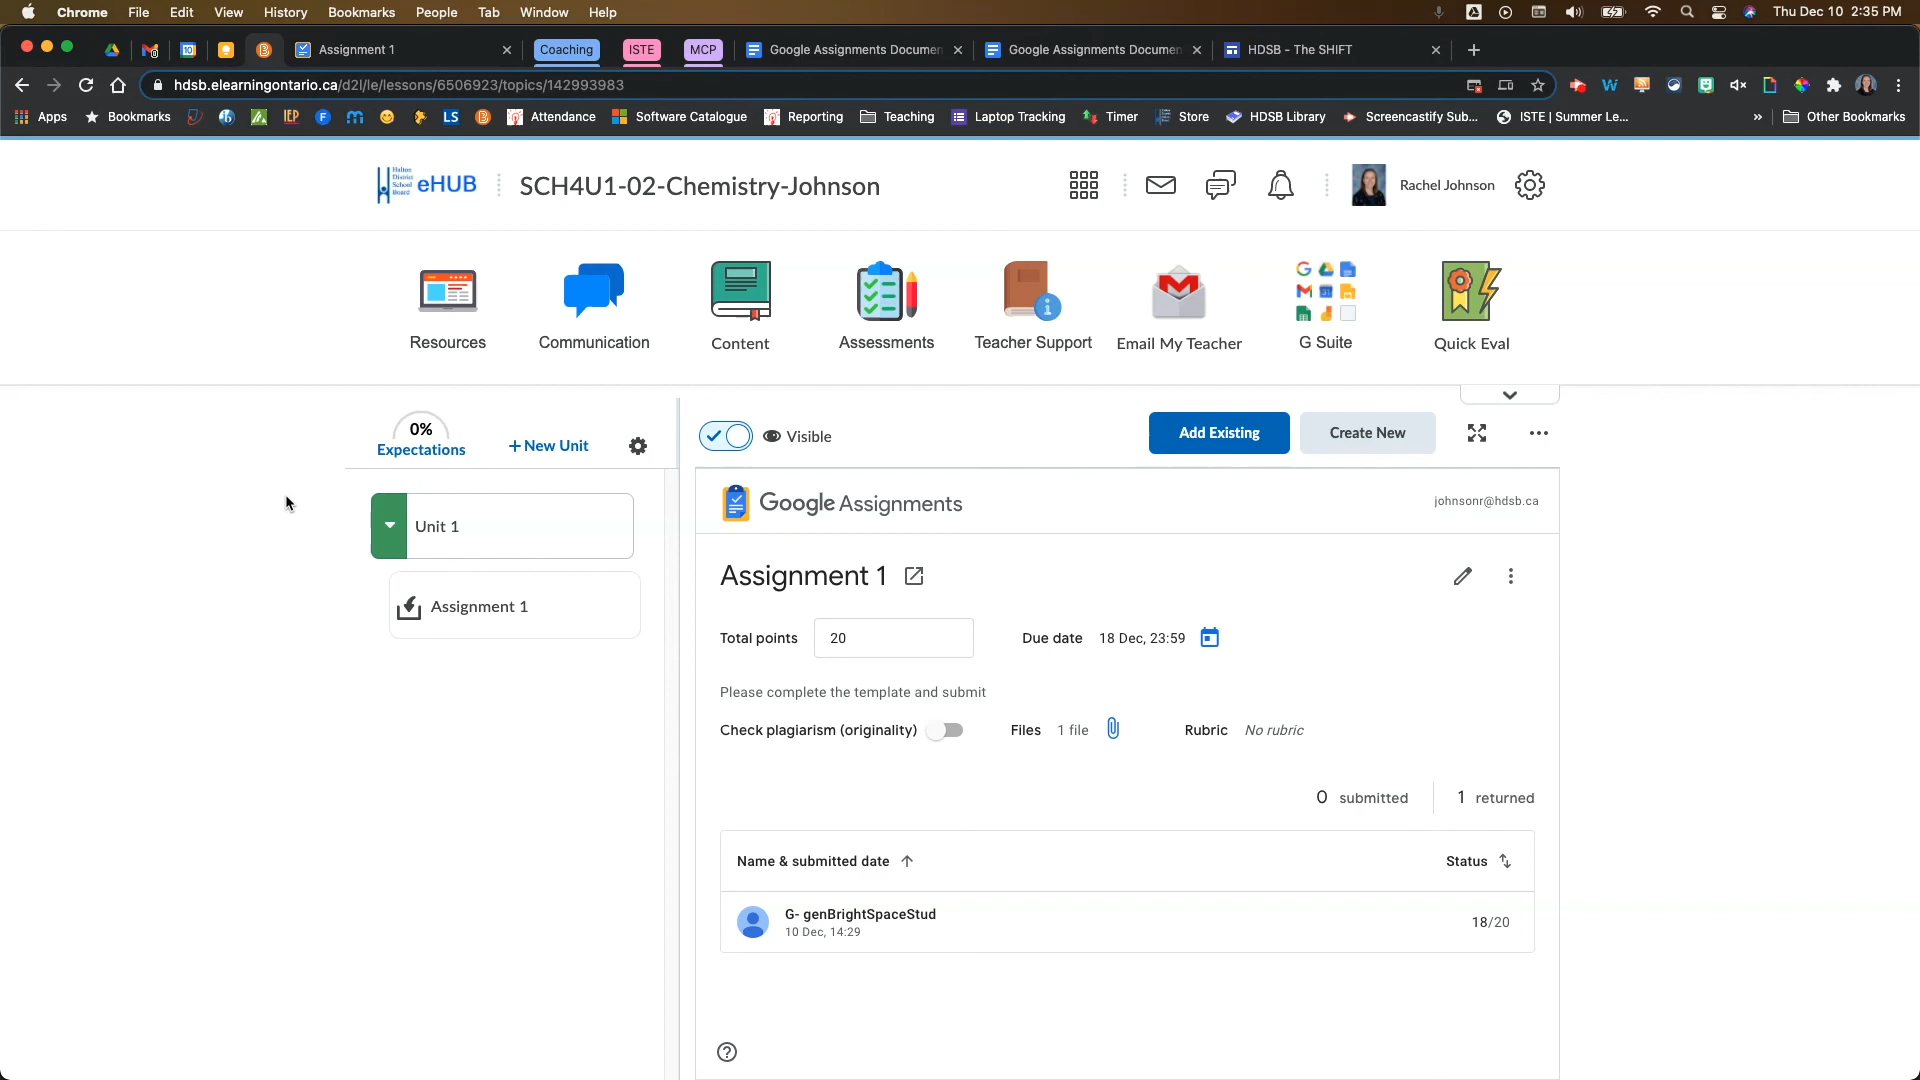 Chrome File Edit View History Bookmarks People Tab Window Help Thu Dec 10 2:35 PM
Assignment 1 Coaching ISTE MCP Google Assignments Documen Google Assignments Documen HDSB - The SHIFT
hdsb.elearningontario.ca/d2l/le/lessons/6506923/topics/142993983
Apps Bookmarks IEP LS Attendance Software Catalogue Reporting Teaching Laptop Tracking Timer Store HDSB Library Screencastify Sub... ISTE | Summer Le... » Other Bookmarks
Halton District School Board eHUB SCH4U1-02-Chemistry-Johnson Rachel Johnson
Resources Communication Content Assessments Teacher Support Email My Teacher G Suite Quick Eval
0%
Expectations + New Unit
Visible Add Existing Create New
Unit 1
Assignment 1
Google Assignments johnsonr@hdsb.ca
Assignment 1
Total points 20 Due date 18 Dec, 23:59
Please complete the template and submit
Check plagiarism (originality) Files 1 file Rubric No rubric
0 submitted 1 returned
Name & submitted date Status
G- genBrightSpaceStud 18/20
10 Dec, 14:29